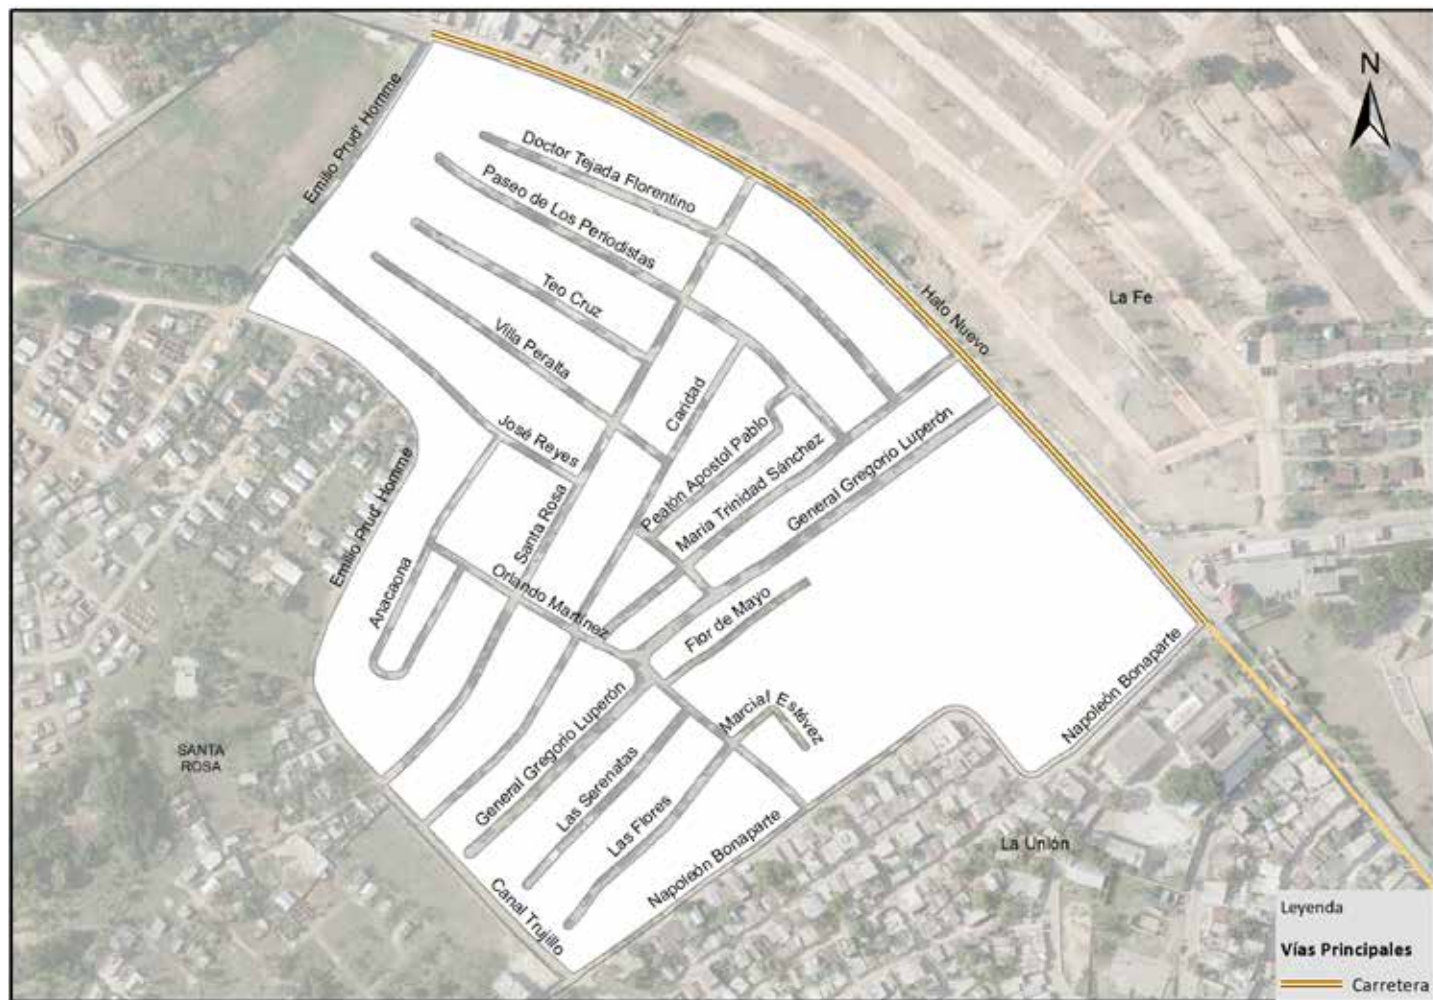 N
Emilio Prud' Homme
Doctor Tejada Florentino
Paseo de Los Periodistas
Teo Cruz
Villa Peralta
Hato Nuevo
La Fe
Caridad
José Reyes
Peatón Apostol Pablo
María Trinidad Sánchez
General Gregorio Luperón
Emilio Prud' Homme
Santa Rosa
Orlando Martínez
Anacaona
Flor de Mayo
Napoleón Bonaparte
Marcial Estévez
General Gregorio Luperón
SANTA
ROSA
Las Serenatas
Las Flores
Napoleón Bonaparte
La Unión
Canal Trujillo
Leyenda
Vías Principales
Carretera